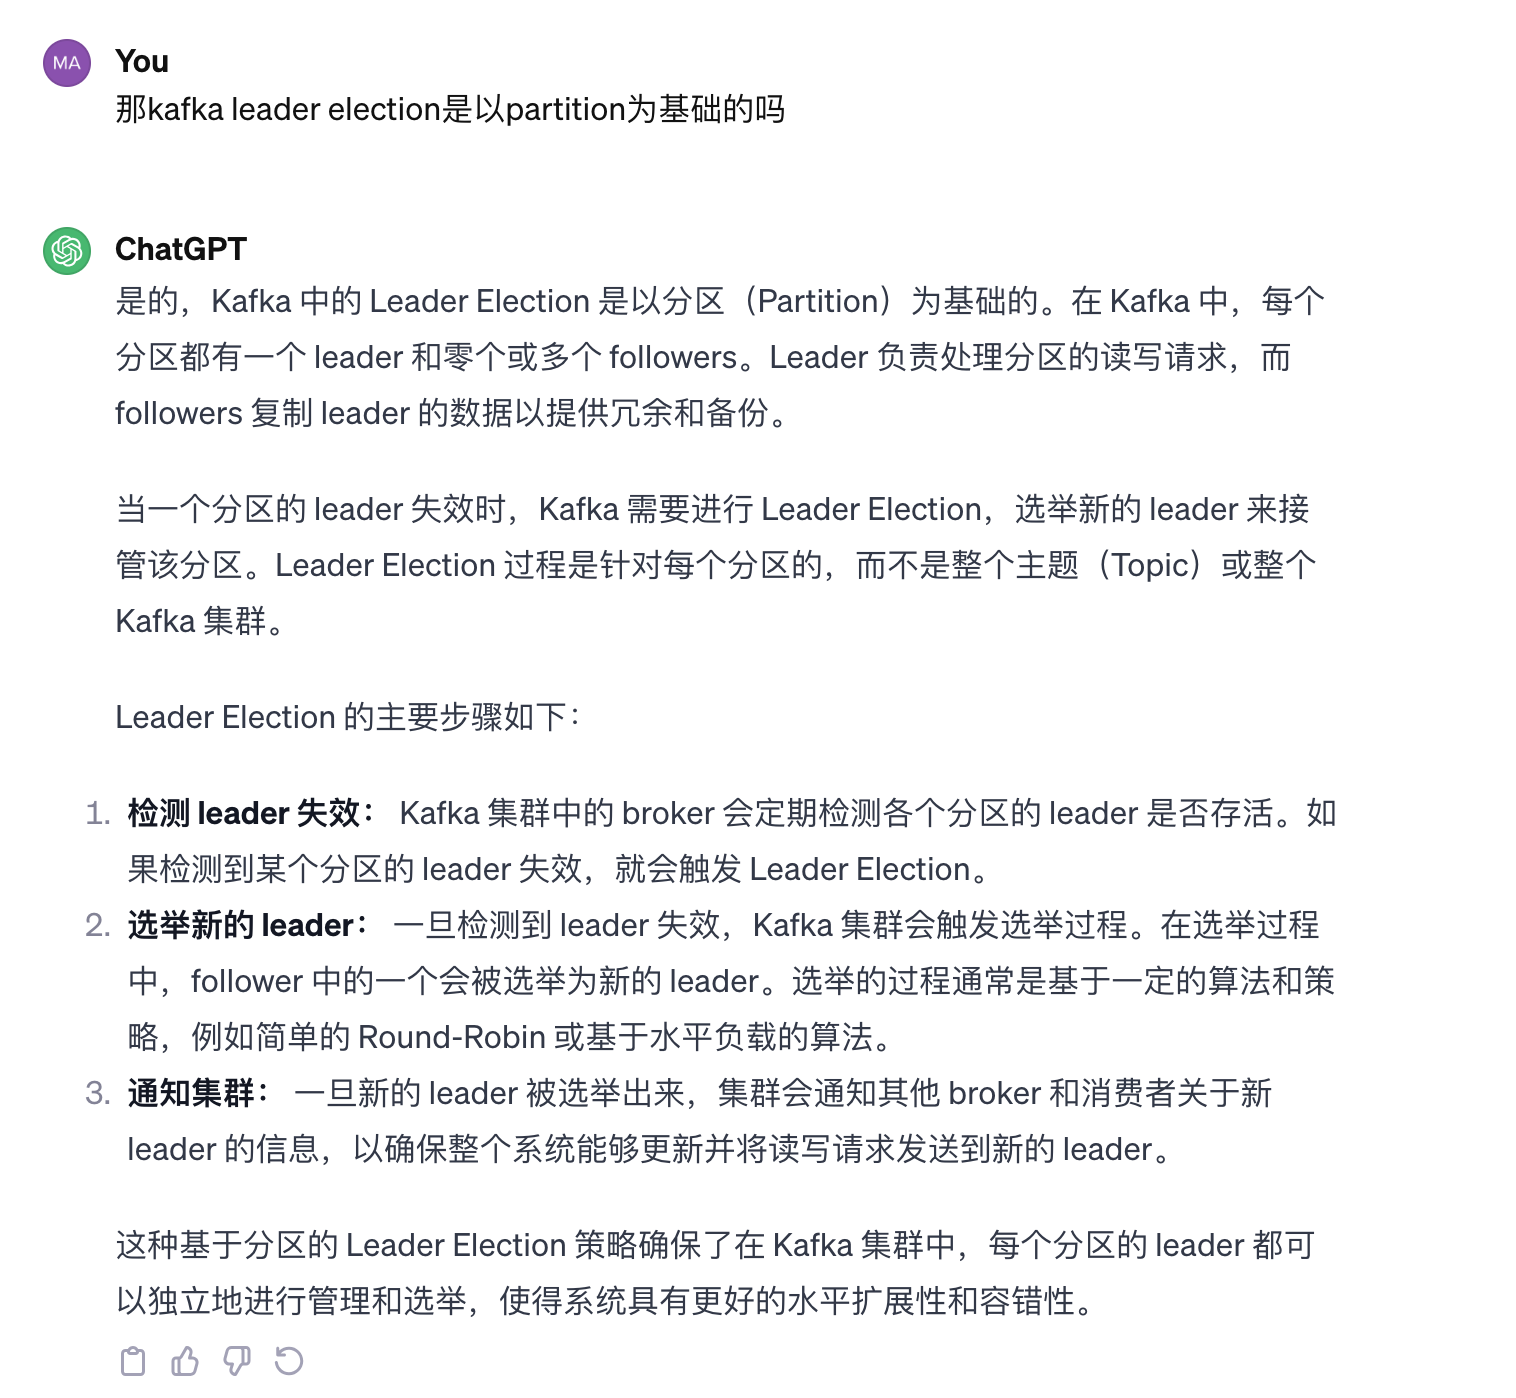 MA
You
那kafka leader election是以partition为基础的吗
ChatGPT
是的，Kafka 中的 Leader Election 是以分区（Partition）为基础的。在 Kafka 中，每个
分区都有一个 leader 和零个或多个 followers。Leader 负责处理分区的读写请求，而
followers 复制 leader 的数据以提供冗余和备份。
当一个分区的 leader 失效时，Kafka 需要进行 Leader Election，选举新的 leader 来接
管该分区。Leader Election 过程是针对每个分区的，而不是整个主题（Topic）或整个
Kafka 集群。
Leader Election 的主要步骤如下：
1. 检测 leader 失效： Kafka 集群中的 broker 会定期检测各个分区的 leader 是否存活。如
果检测到某个分区的 leader 失效，就会触发 Leader Election。
2. 选举新的 leader： 一旦检测到 leader 失效，Kafka 集群会触发选举过程。在选举过程
中，follower 中的一个会被选举为新的 leader。选举的过程通常是基于一定的算法和策
略，例如简单的 Round-Robin 或基于水平负载的算法。
3. 通知集群： 一旦新的 leader 被选举出来，集群会通知其他 broker 和消费者关于新
leader 的信息，以确保整个系统能够更新并将读写请求发送到新的 leader。
这种基于分区的 Leader Election 策略确保了在 Kafka 集群中，每个分区的 leader 都可
以独立地进行管理和选举，使得系统具有更好的水平扩展性和容错性。